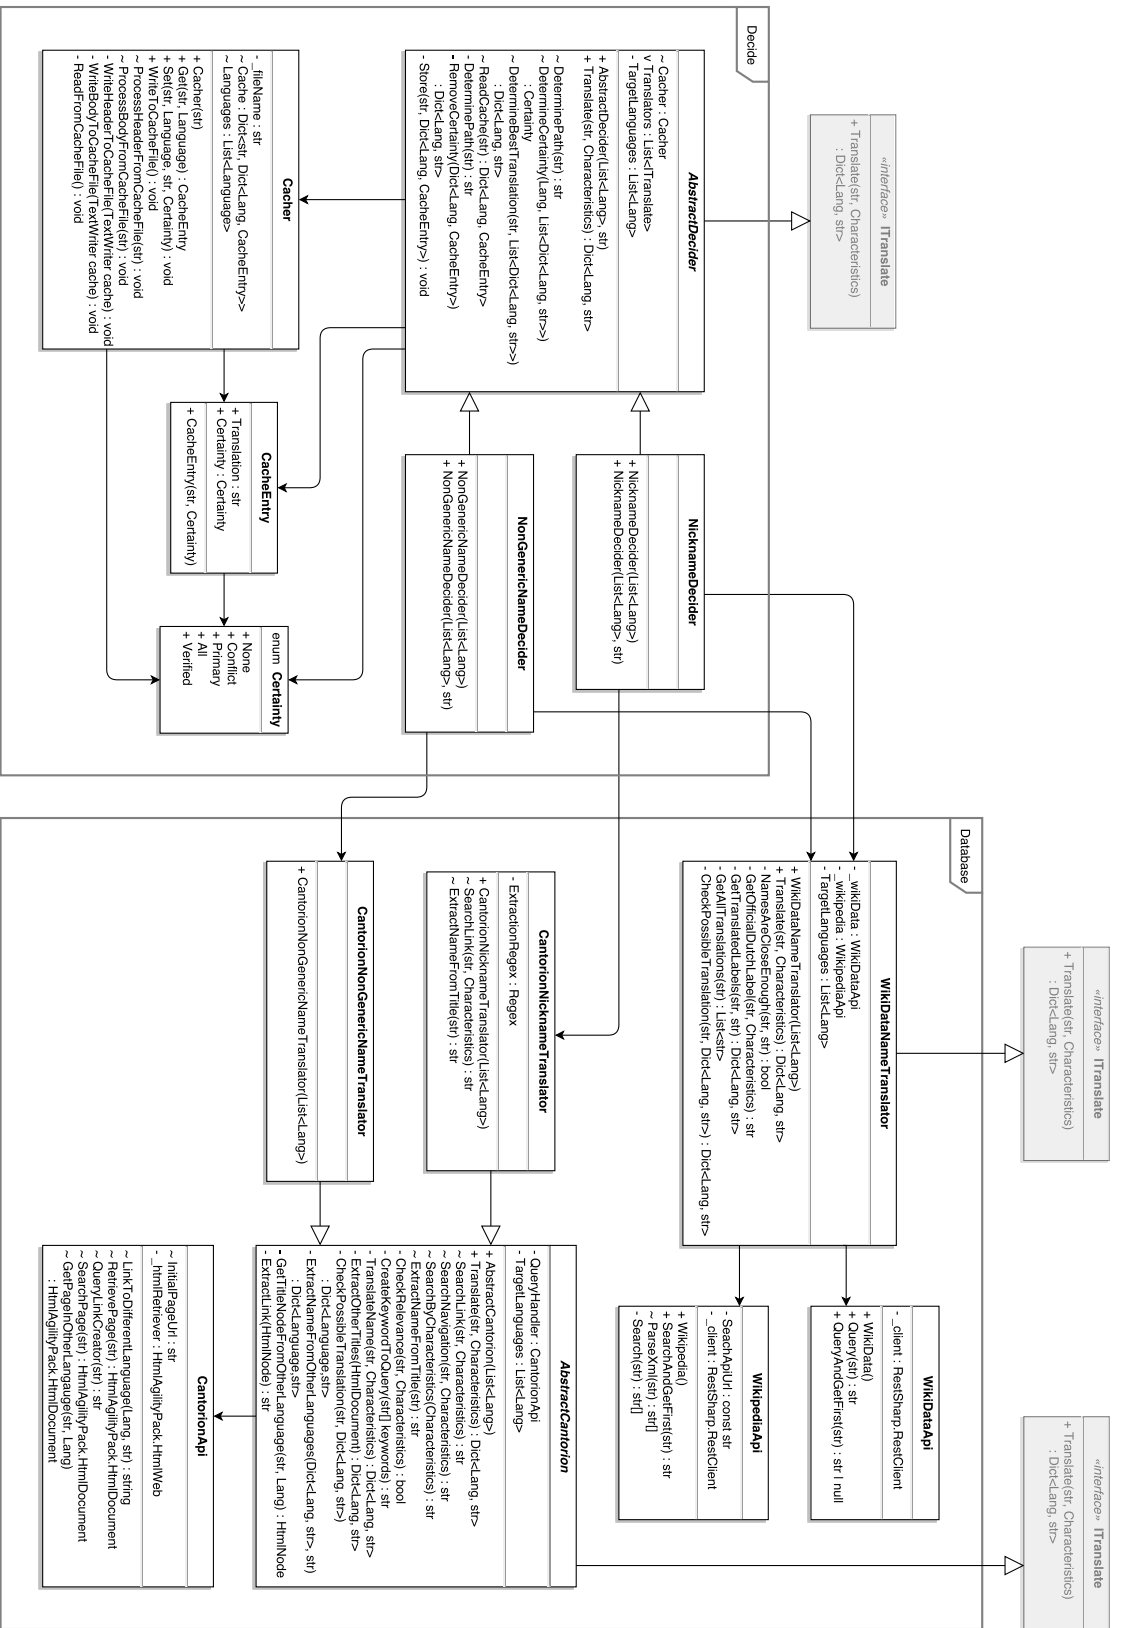 Decide
«interface» ITranslate
+ Translate(str, Characteristics)
: Dict<Lang, str>
AbstractDecider
~ Cacher : Cacher
v Translators : List<ITranslate>
- TargetLanguages : List<Lang>
+ AbstractDecider(List<Lang>, str)
+ Translate(str, Characteristics) : Dict<Lang, str>
~ DeterminePath(str) : str
~ DetermineCertainty(Lang, List<Dict<Lang, str>>)
: Certainty
~ DetermineBestTranslation(str, List<Dict<Lang, str>>)
: Dict<Lang, str>
~ ReadCache(str) : Dict<Lang, CacheEntry>
- DeterminePath(str) : str
- RemoveCertainty(Dict<Lang, CacheEntry>)
: Dict<Lang, str>
- Store(str, Dict<Lang, CacheEntry>) : void
NicknameDecider
+ NicknameDecider(List<Lang>)
+ NicknameDecider(List<Lang>, str)
NonGenericNameDecider
+ NonGenericNameDecider(List<Lang>)
+ NonGenericNameDecider(List<Lang>, str)
Cacher
- _fileName : str
~ Cache : Dict<str, Dict<Lang, CacheEntry>>
~ Languages : List<Language>
+ Cacher(str)
+ Get(str, Language) : CacheEntry
+ Set(str, Language, str, Certainty) : void
+ WriteToCacheFile() : void
~ ProcessHeaderFromCacheFile(str) : void
~ ProcessBodyFromCacheFile(str) : void
- WriteHeaderToCacheFile(TextWriter cache) : void
- WriteBodyToCacheFile(TextWriter cache) : void
- ReadFromCacheFile() : void
CacheEntry
+ Translation : str
+ Certainty : Certainty
+ CacheEntry(str, Certainty)
enum Certainty
+ None
+ Conflict
+ Primary
+ All
+ Verified
Database
«interface» ITranslate
+ Translate(str, Characteristics)
: Dict<Lang, str>
«interface» ITranslate
+ Translate(str, Characteristics)
: Dict<Lang, str>
WikiDataNameTranslator
- _wikiData : WikiDataApi
- _wikipedia : WikipediaApi
- TargetLanguages : List<Lang>
+ WikiDataNameTranslator(List<Lang>)
+ Translate(str, Characteristics) : Dict<Lang, str>
- NamesAreCloseEnough(str, str) : bool
- GetOfficialDutchLabel(str, Characteristics) : str
- GetTranslatedLabels(str, str) : Dict<Lang, str>
- GetAllTranslations(str) : List<str>
- CheckPossibleTranslation(str, Dict<Lang, str>) : Dict<Lang, str>
WikiDataApi
- _client : RestSharp.RestClient
+ WikiData()
+ Query(str) : str
+ QueryAndGetFirst(str) : str | null
WikipediaApi
- SeachApiUrl : const str
- _client : RestSharp.RestClient
+ Wikipedia()
+ SearchAndGetFirst(str) : str
~ ParseXml(str) : str[]
- Search(str) : str[]
CantorionNicknameTranslator
- ExtractionRegex : Regex
+ CantorionNicknameTranslator(List<Lang>)
~ SearchLink(str, Characteristics) : str
~ ExtractNameFromTitle(str) : str
CantorionNonGenericNameTranslator
+ CantorionNonGenericNameTranslator(List<Lang>)
AbstractCantorion
- QueryHandler : CantorionApi
- TargetLanguages : List<Lang>
+ AbstractCantorion(List<Lang>)
+ Translate(str, Characteristics) : Dict<Lang, str>
~ SearchLink(str, Characteristics) : str
~ SearchNavigation(str, Characteristics) : str
~ SearchByCharacteristics(Characteristics) : str
~ ExtractNameFromTitle(str) : str
- CheckRelevance(str, Characteristics) : bool
- CreateKeywordToQuery(str[] keywords) : str
- TranslateName(str, Characteristics) : Dict<Lang, str>
- ExtractOtherTitles(HtmlDocument) : Dict<Lang, str>
- CheckPossibleTranslation(str, Dict<Lang, str>)
: Dict<Language,str>
- ExtractNameFromOtherLanguages(Dict<Lang, str>, str)
: Dict<Language,str>
- GetTitleNodeFromOtherLanguage(str, Lang) : HtmlNode
- ExtractLink(HtmlNode) : str
CantorionApi
~ InitialPageUrl : str
- _htmlRetriever : HtmlAgilityPack.HtmlWeb
~ LinkToDifferentLanguage(Lang, str) : string
~ RetrievePage(str) : HtmlAgilityPack.HtmlDocument
~ QueryLinkCreator(str) : str
~ SearchPage(str) : HtmlAgilityPack.HtmlDocument
~ GetPageInOtherLangauge(str, Lang)
: HtmlAgilityPack.HtmlDocument